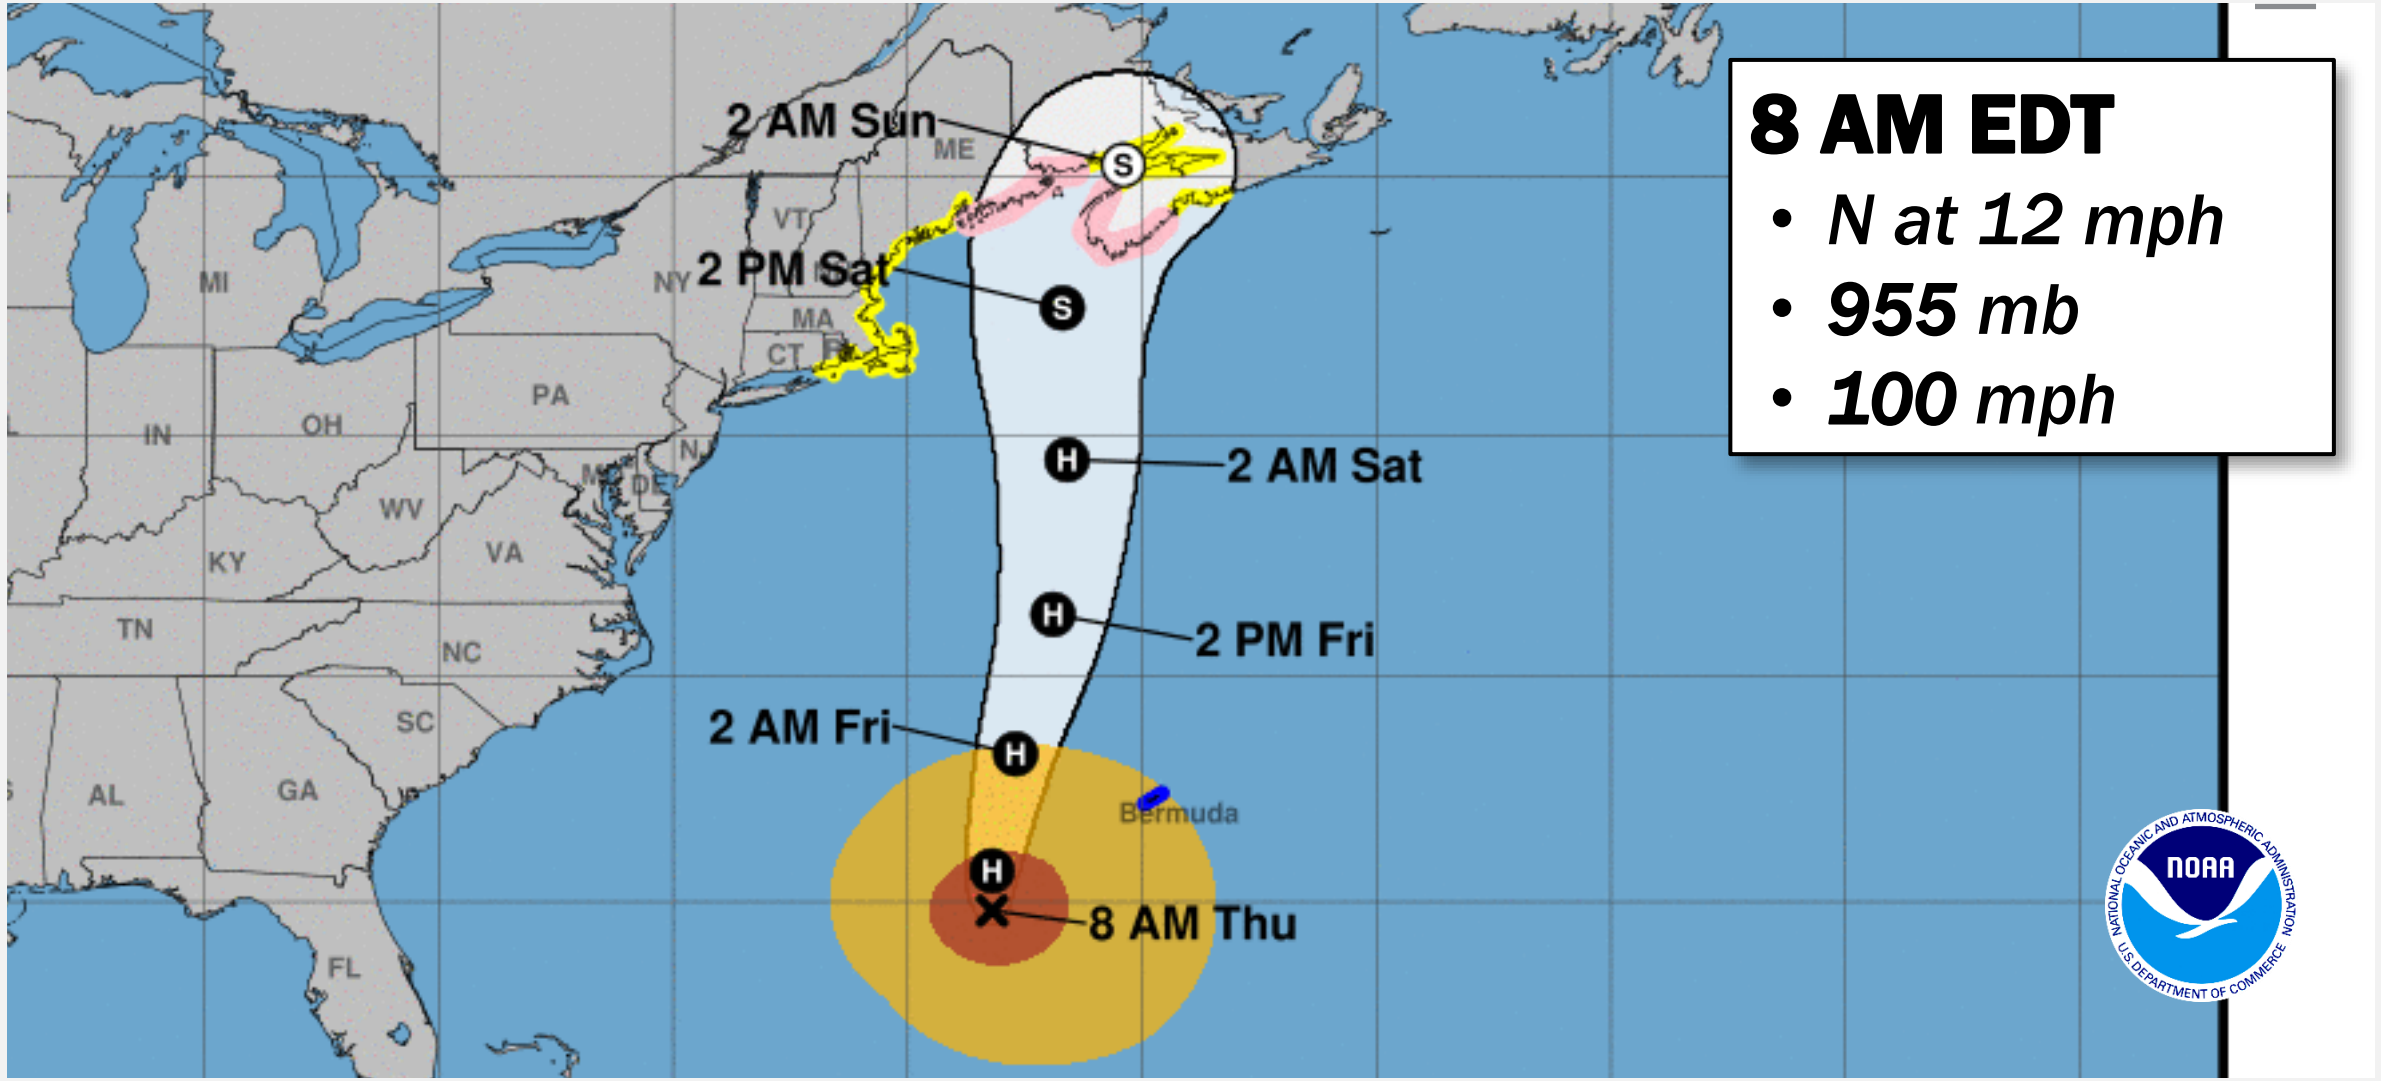 8 AM EDT
• N at 12 mph
• 955 mb
• 100 mph
2 AM Sun
ME
VT
2 PM Sat
NY
MI
MA
CT
PA
OH
IN
NJ
DE
WV
2 AM Sat
VA
KY
TN
NC
2 PM Fri
SC
2 AM Fri
AL
GA
Bermuda
8 AM Thu
FL
S
S
H
H
H
H
NOAA
NATIONAL OCEANIC AND ATMOSPHERIC ADMINISTRATION
U.S. DEPARTMENT OF COMMERCE